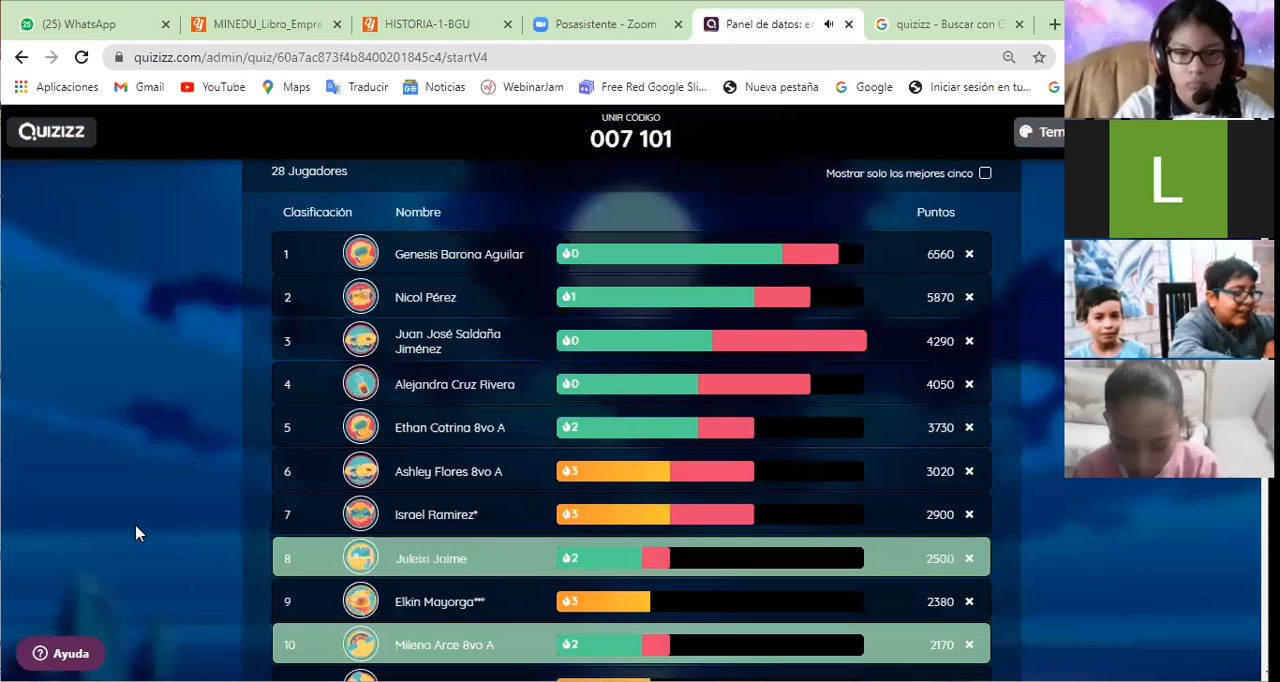 (25) WhatsApp
MINEDU_Libro_Empre
HISTORIA-1-BGU
Posasistente - Zoom
Panel de datos: en
quizizz - Buscar con G
quizizz.com/admin/quiz/60a7ac873f4b8400201845c4/startV4
Aplicaciones Gmail YouTube Maps Traducir Noticias WebinarJam Free Red Google Sli... Nueva pestaña Google Iniciar sesión en tu...
Quizizz
UNIR CÓDIGO
007 101
Tem
28 Jugadores
Mostrar solo los mejores cinco
Clasificación Nombre Puntos
1 Genesis Barona Aguilar 0 6560
2 Nicol Pérez 1 5870
3 Juan José Saldaña
Jiménez 0 4290
4 Alejandra Cruz Rivera 0 4050
5 Ethan Cotrina 8vo A 2 3730
6 Ashley Flores 8vo A 3 3020
7 Israel Ramirez* 3 2900
8 Juleixi Jaime 2 2500
9 Elkin Mayorga*** 3 2380
10 Milena Arce 8vo A 2 2170
Ayuda
L